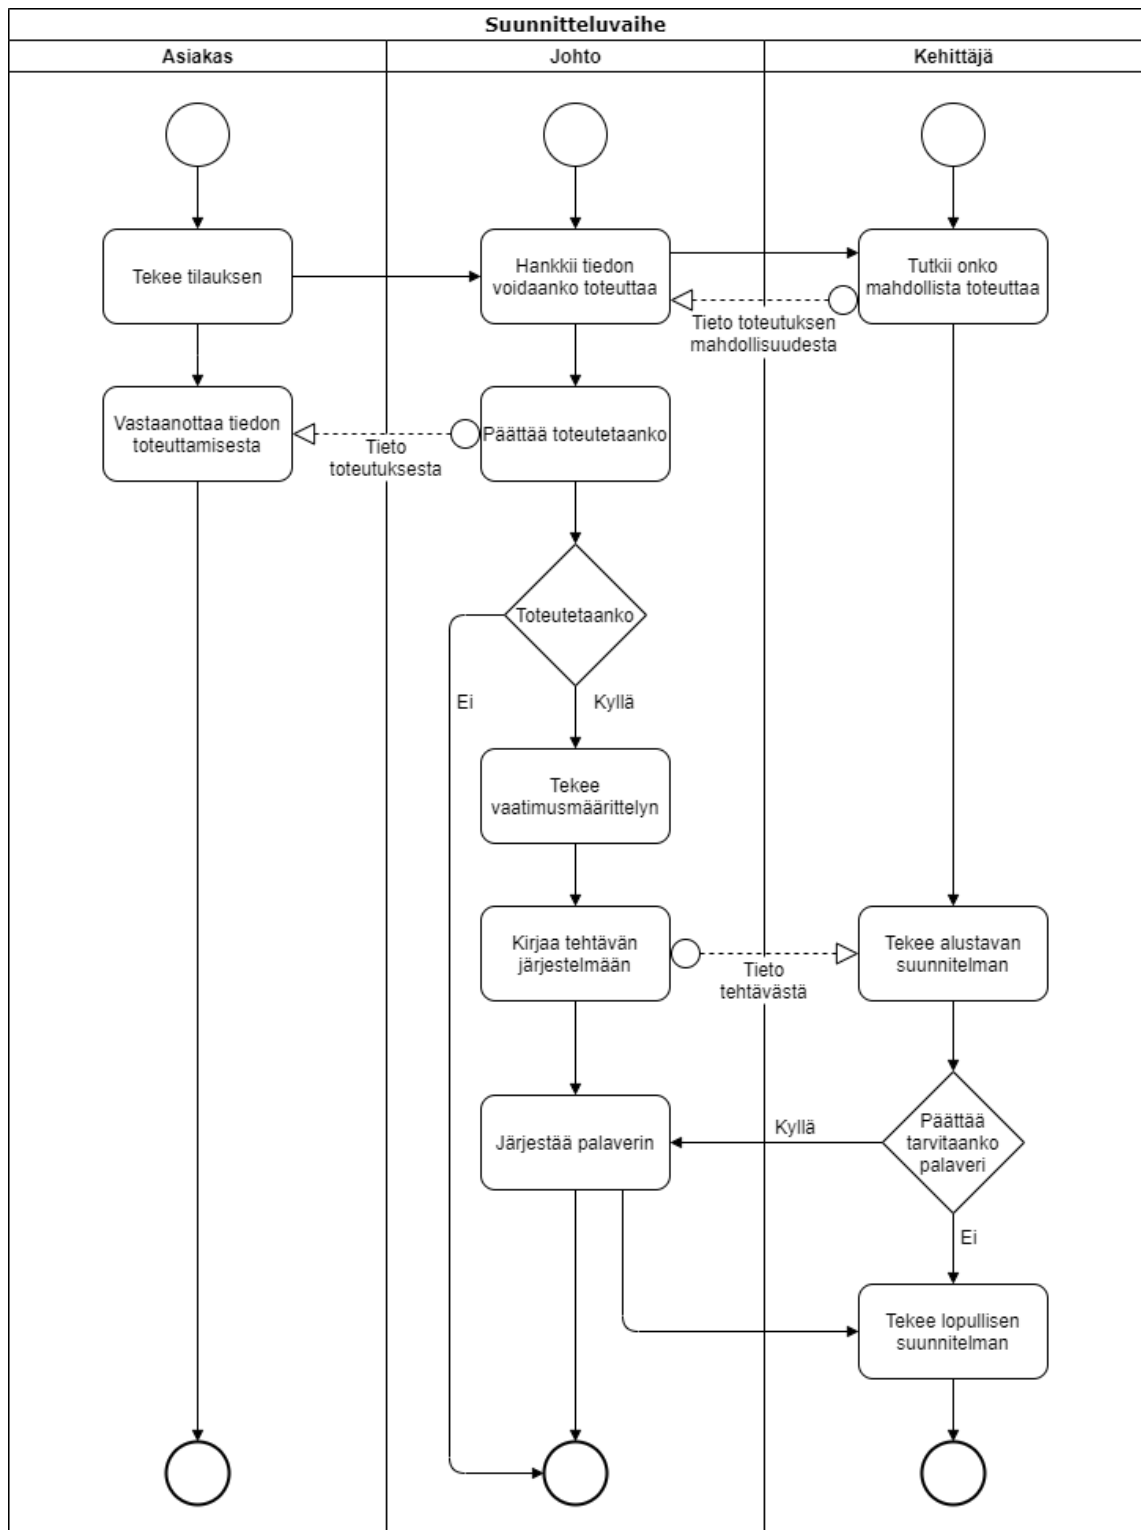 Suunnitteluvaihe
Asiakas
Johto
Kehittäjä
Tekee tilauksen
Hankkii tiedon
voidaanko toteuttaa
Tutkii onko
mahdollista toteuttaa
Tieto toteutuksen
mahdollisuudesta
Vastaanottaa tiedon
toteuttamisesta
Tieto
toteutuksesta
Päättää toteutetaanko
Toteutetaanko
Ei
Kyllä
Tekee
vaatimusmäärittelyn
Kirjaa tehtävän
järjestelmään
Tieto
tehtävästä
Tekee alustavan
suunnitelman
Järjestää palaverin
Kyllä
Päättää
tarvitaanko
palaveri
Ei
Tekee lopullisen
suunnitelman